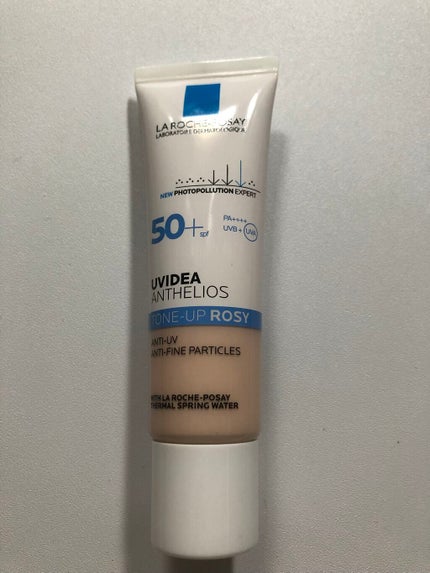 LA ROCHE-POSAY
LABORATOIRE DERMATOLOGIQUE
NEW PHOTOPOLLUTION EXPERT
50+ spf
PA++++
UVB + UVA
UVIDEA
ANTHELIOS
TONE-UP ROSY
ANTI-UV
ANTI-FINE PARTICLES
WITH LA ROCHE-POSAY
THERMAL SPRING WATER